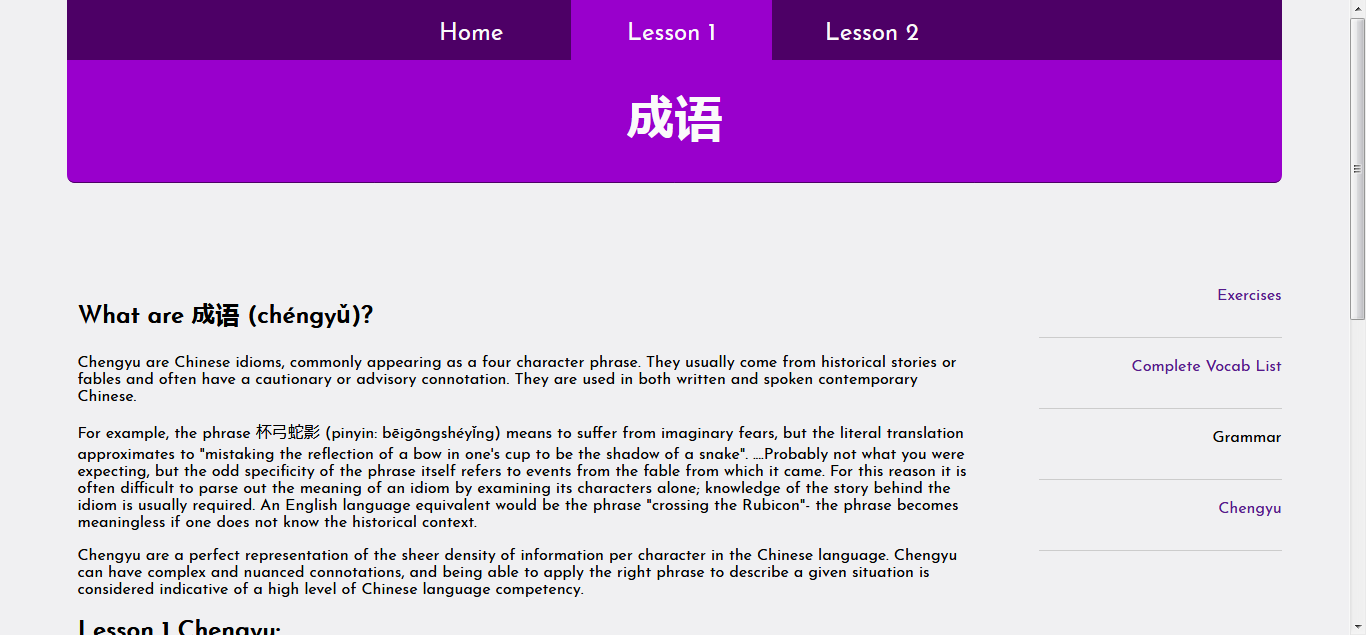 Home
Lesson 1
Lesson 2
成语
What are 成语 (chéngyǔ)?
Chengyu are Chinese idioms, commonly appearing as a four character phrase. They usually come from historical stories or
fables and often have a cautionary or advisory connotation. They are used in both written and spoken contemporary
Chinese.
For example, the phrase 杯弓蛇影 (pinyin: bēigōngshéyǐng) means to suffer from imaginary fears, but the literal translation
approximates to "mistaking the reflection of a bow in one's cup to be the shadow of a snake". ....Probably not what you were
expecting, but the odd specificity of the phrase itself refers to events from the fable from which it came. For this reason it is
often difficult to parse out the meaning of an idiom by examining its characters alone; knowledge of the story behind the
idiom is usually required. An English language equivalent would be the phrase "crossing the Rubicon"- the phrase becomes
meaningless if one does not know the historical context.
Chengyu are a perfect representation of the sheer density of information per character in the Chinese language. Chengyu
can have complex and nuanced connotations, and being able to apply the right phrase to describe a given situation is
considered indicative of a high level of Chinese language competency.
Lesson 1 Chengyu:
Exercises
Complete Vocab List
Grammar
Chengyu